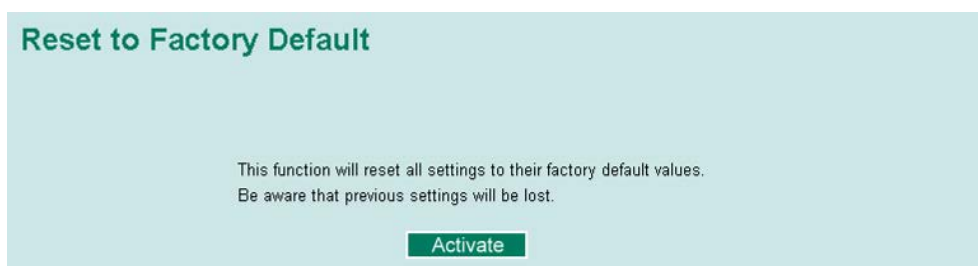 Reset to Factory Default
This function will reset all settings to their factory default values.
Be aware that previous settings will be lost.
Activate